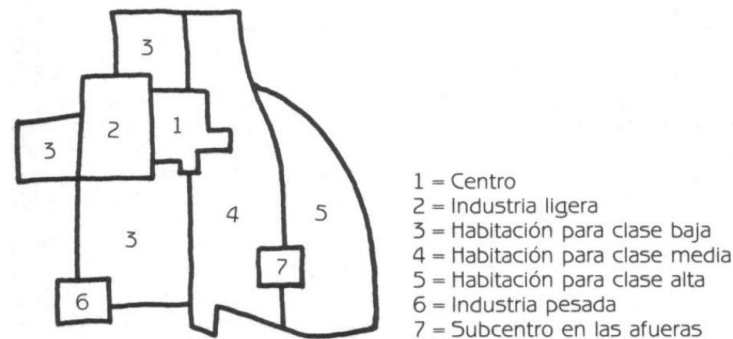 3
2
1
3
3
4
5
7
6
1 = Centro
2 = Industria ligera
3 = Habitación para clase baja
4 = Habitación para clase media
5 = Habitación para clase alta
6 = Industria pesada
7 = Subcentro en las afueras